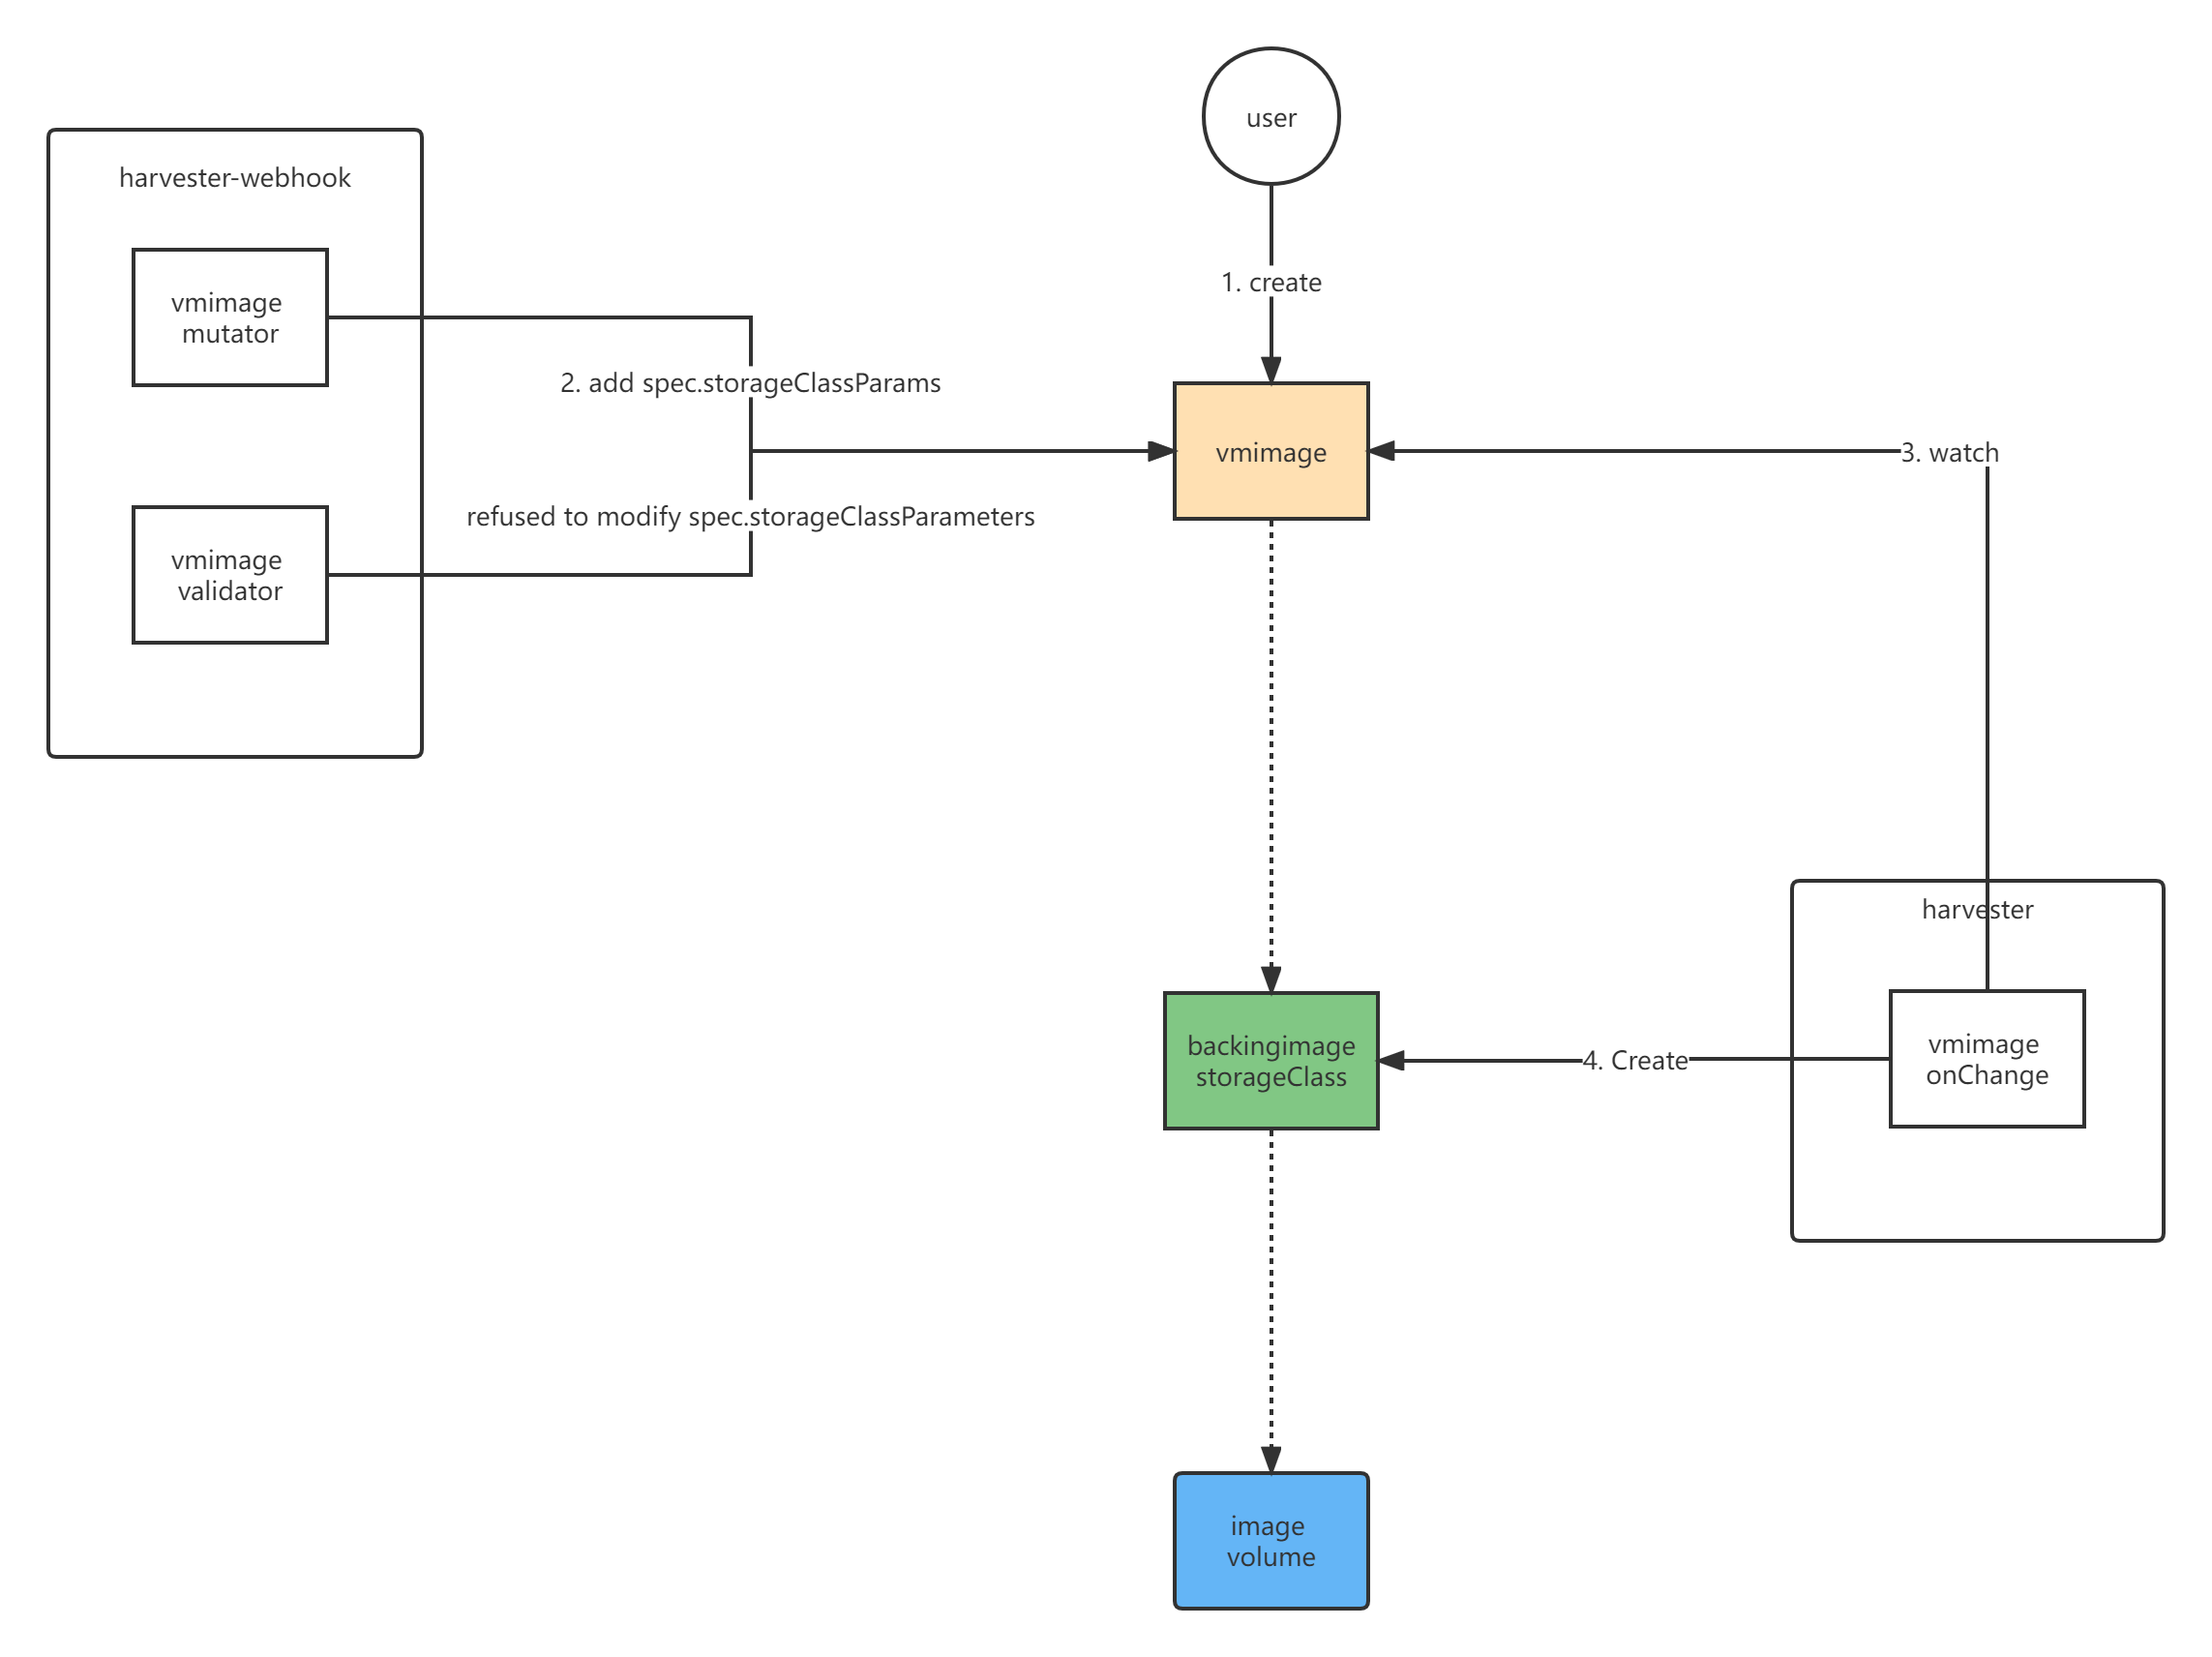 user
harvester-webhook
1. create
vmimage
mutator
2. add spec.storageClassParams
vmimage
3. watch
refused to modify spec.storageClassParameters
vmimage
validator
harvester
backingimage
storageClass
4. Create
vmimage
onChange
image
volume